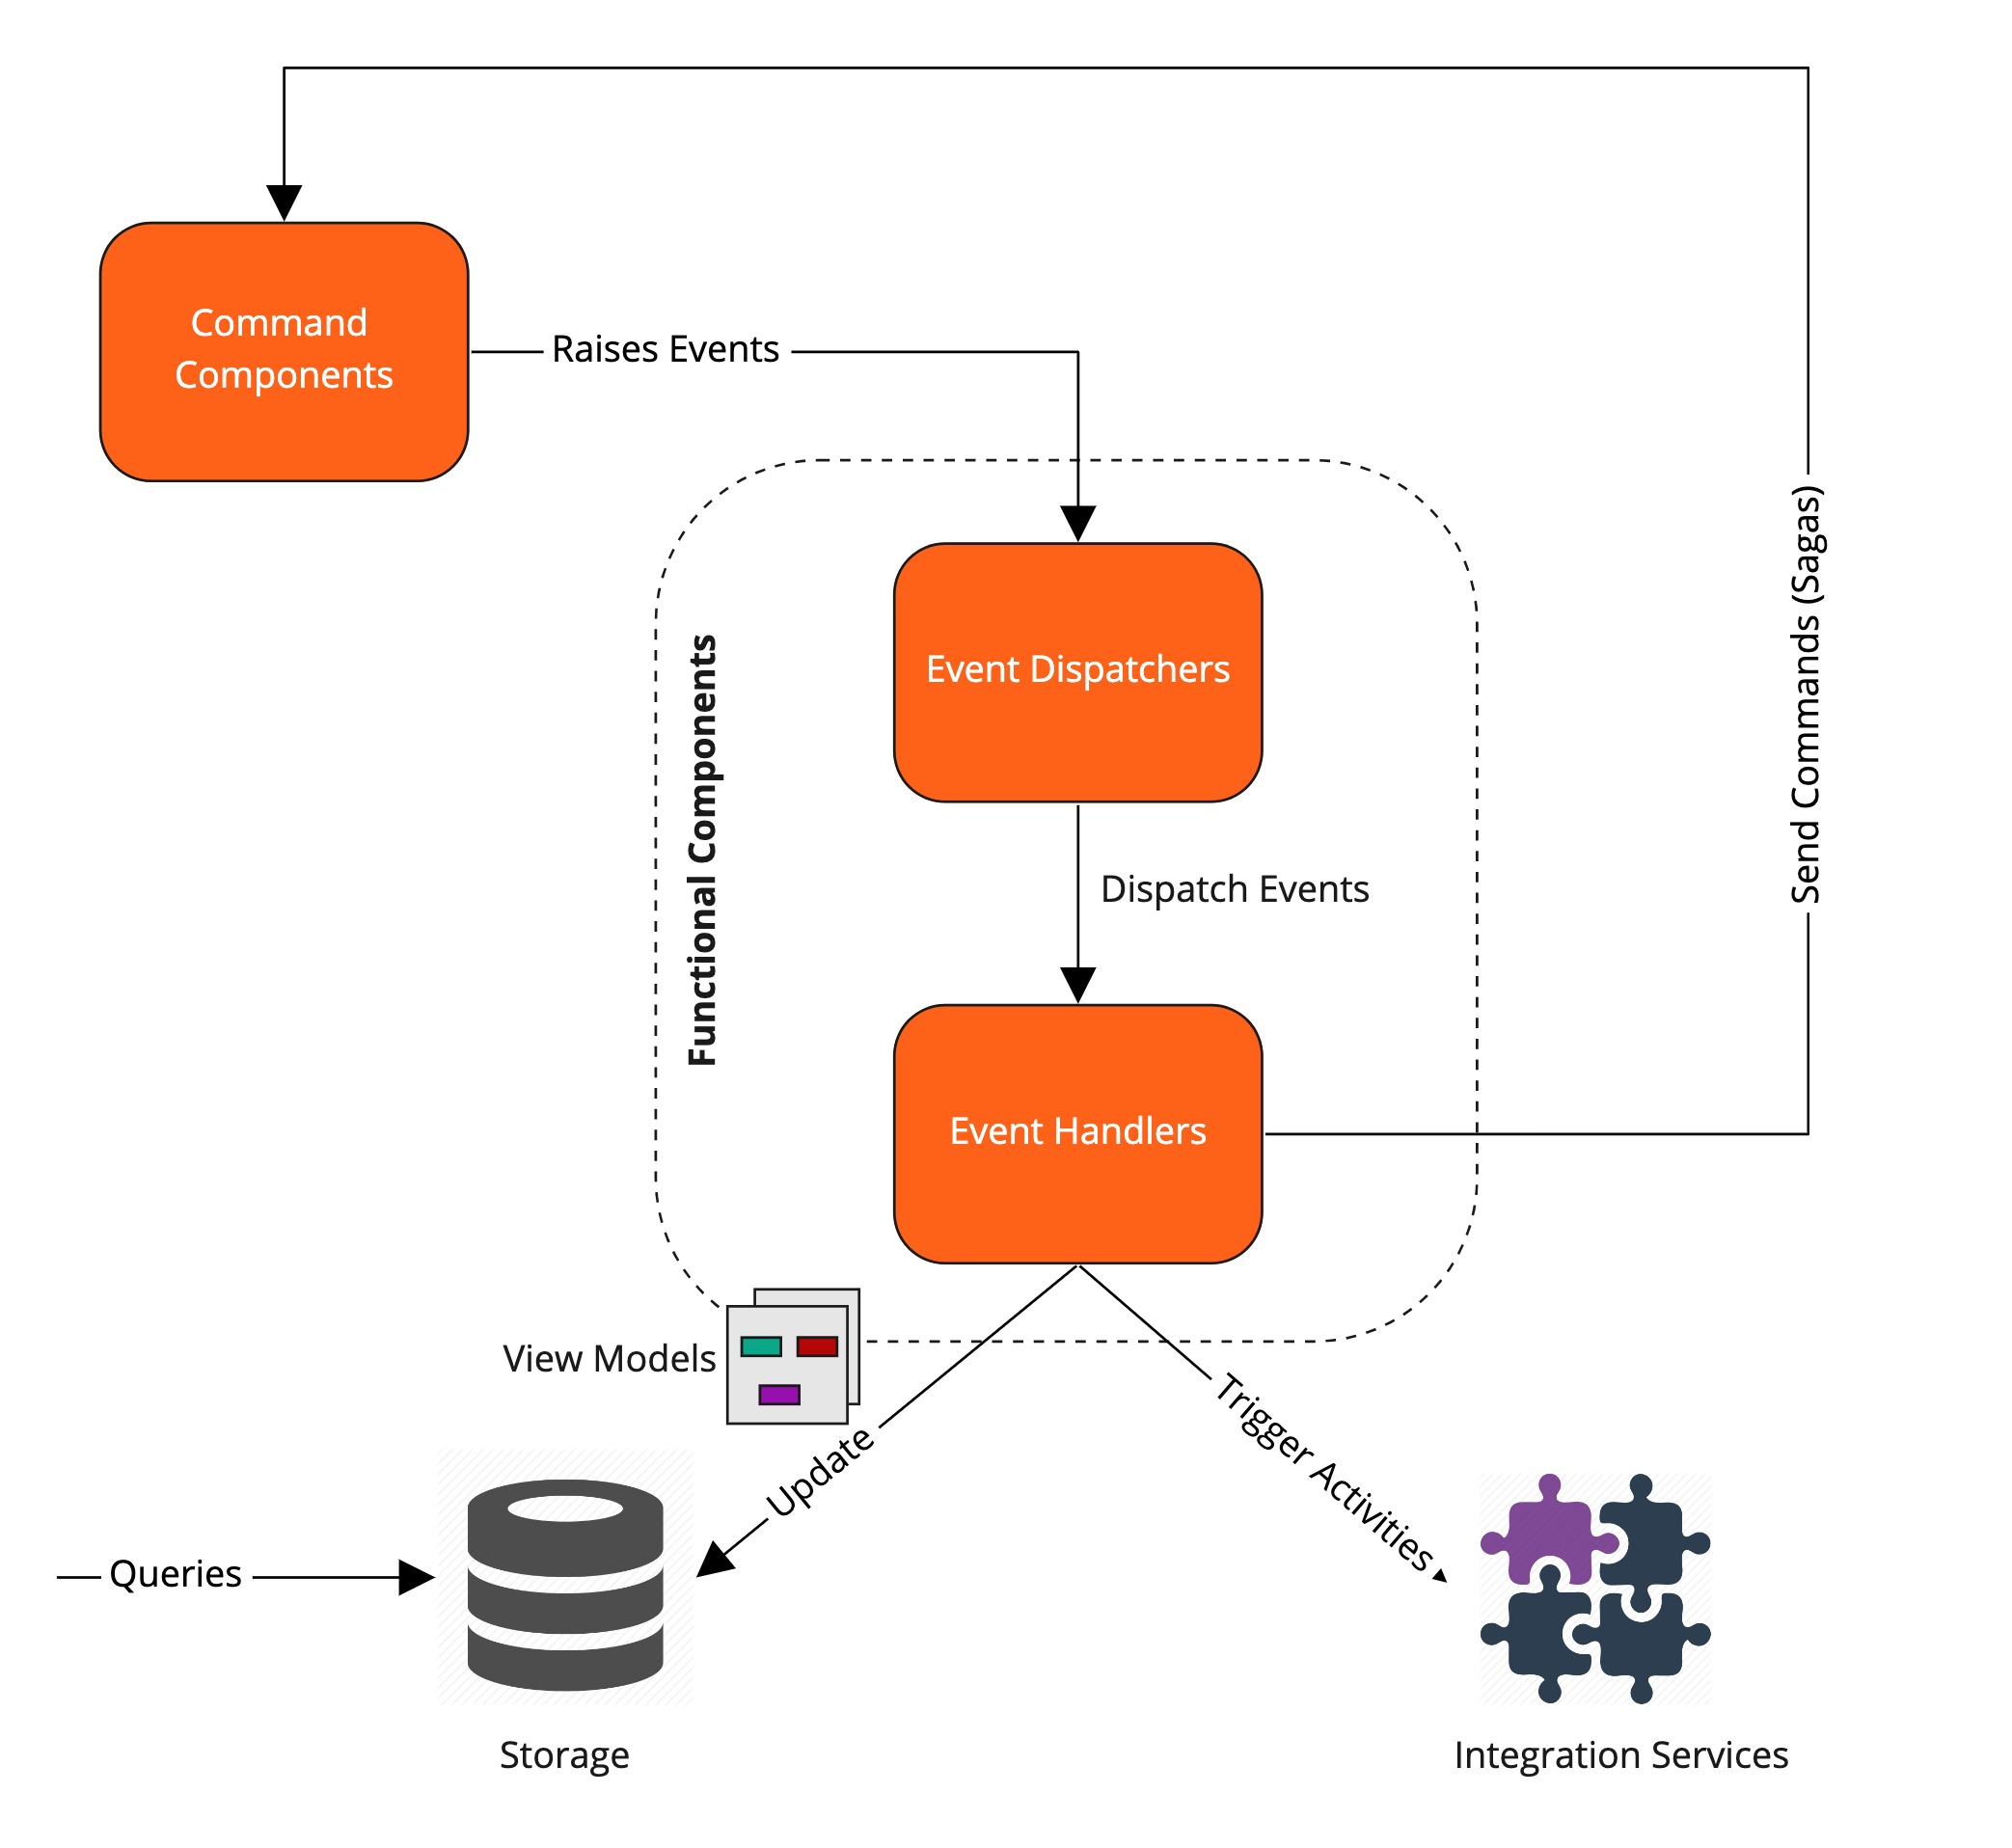 Command
Components
Raises Events
Functional Components
Event Dispatchers
Send Commands (Sagas)
Dispatch Events
Event Handlers
View Models
Update
Trigger Activities
Queries
Storage
Integration Services